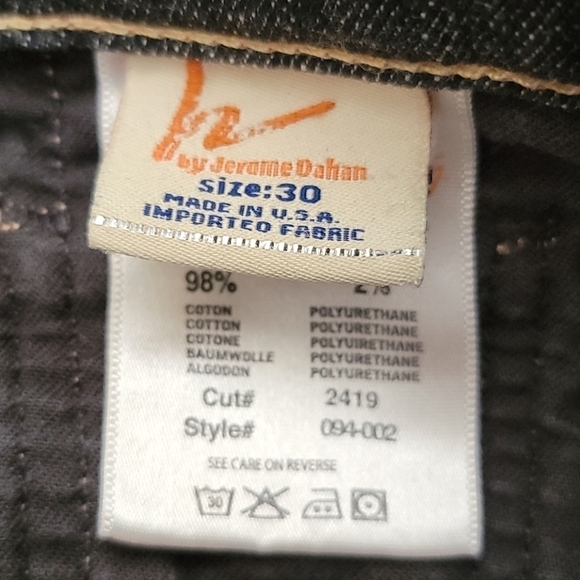 by Jerome Dahan
size: 30
MADE IN U.S.A.
IMPORTED FABRIC
98% 2%
COTON POLYURETHANE
COTTON POLYURETHANE
COTONE POLYUIRETHANE
BAUMWOLLE POLYURETHANE
ALGODON POLYURETHANE
Cut# 2419
Style# 094-002
SEE CARE ON REVERSE
30